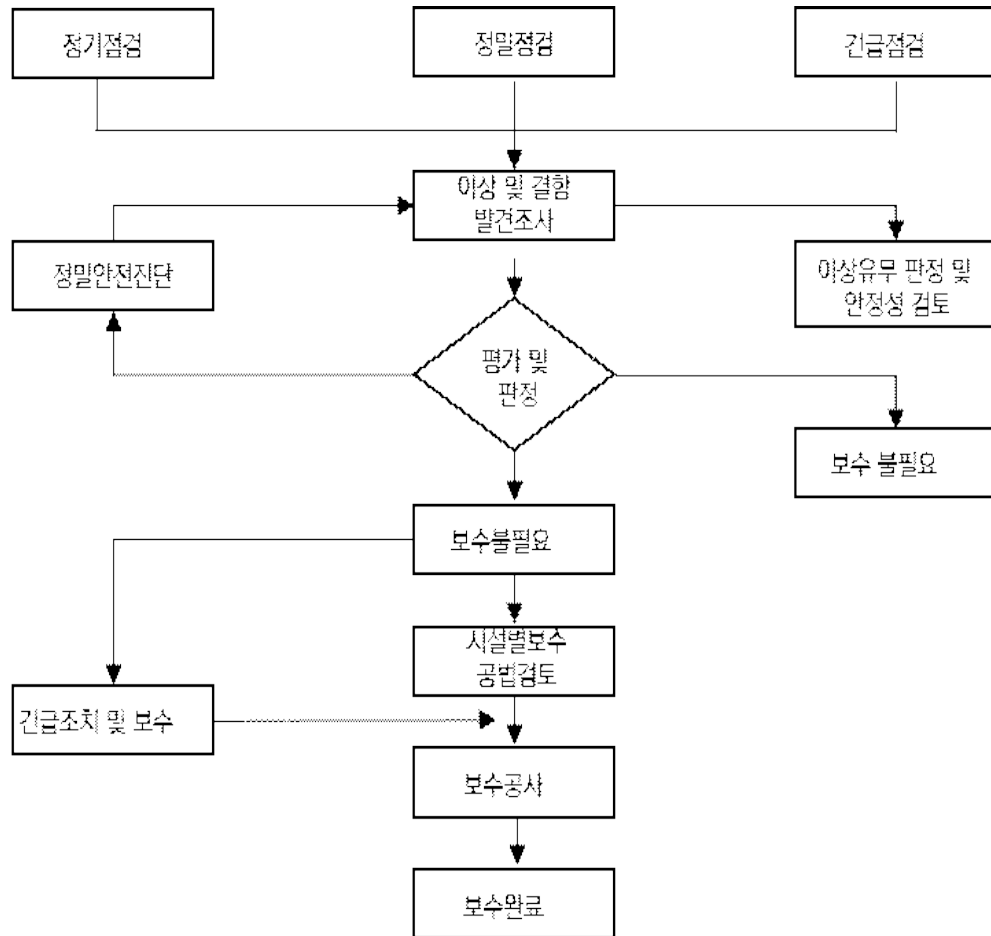 정기점검
정밀점검
긴급점검
이상 및 결함
발견조사
정밀안전진단
이상유무 판정 및
안정성 검토
평가 및
판정
보수 불필요
보수불필요
시설별보수
공법검토
긴급조치 및 보수
보수공사
보수완료